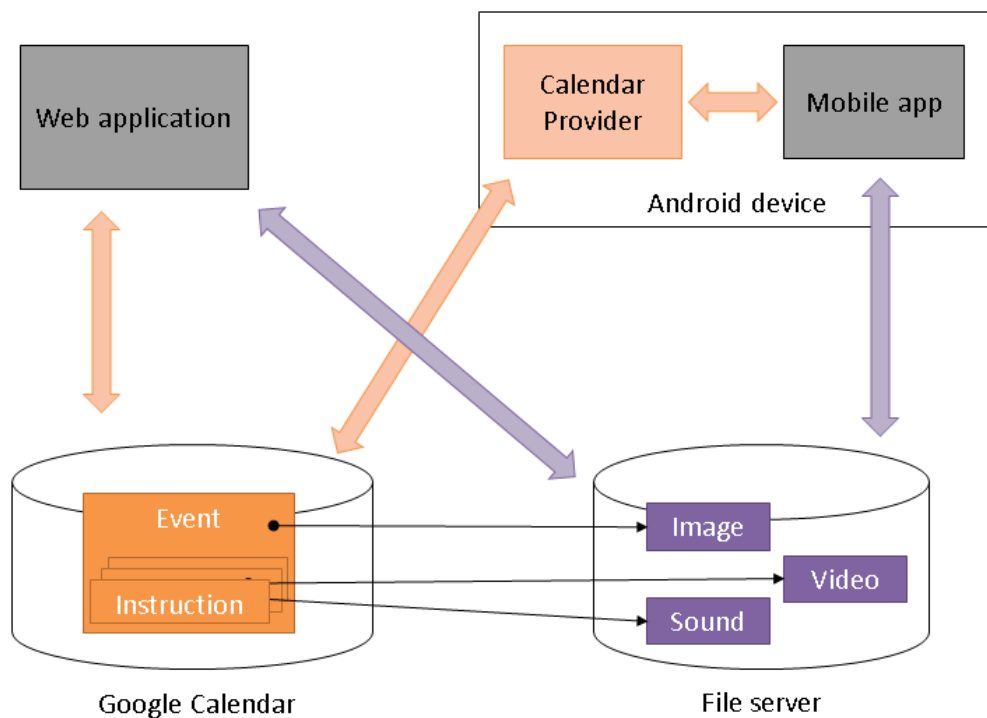 Web application
Calendar
Provider
Mobile app
Android device
Event
Instruction
Image
Video
Sound
Google Calendar
File server